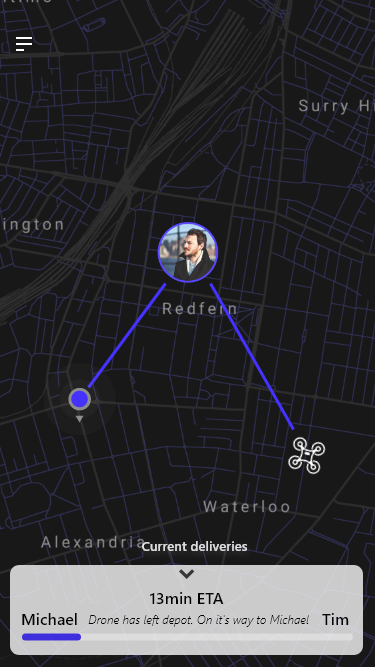 Surry Hi
ington
Redfern
Waterloo
Alexandria
Current deliveries
13min ETA
Michael Drone has left depot. On it's way to Michael Tim